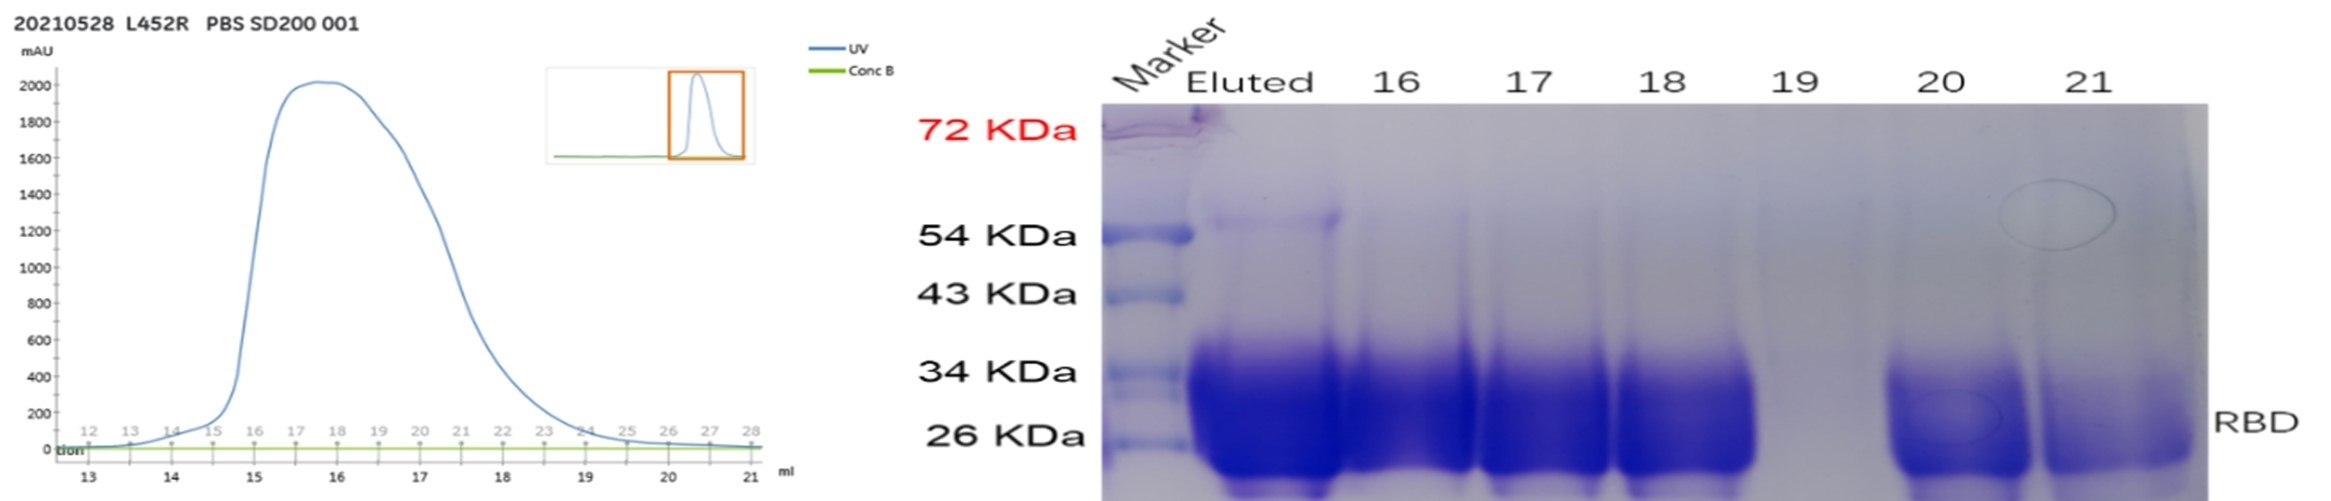 20210528 L452R PBS SD200 001
mAU
UV
Conc B
2000
1800
1600
1400
1200
1000
800
600
400
200
0
12 13 14 15 16 17 18 19 20 21 22 23 24 25 26 27 28
tion
13 14 15 16 17 18 19 20 21 ml
Marker Eluted 16 17 18 19 20 21
72 KDa
54 KDa
43 KDa
34 KDa
26 KDa
RBD